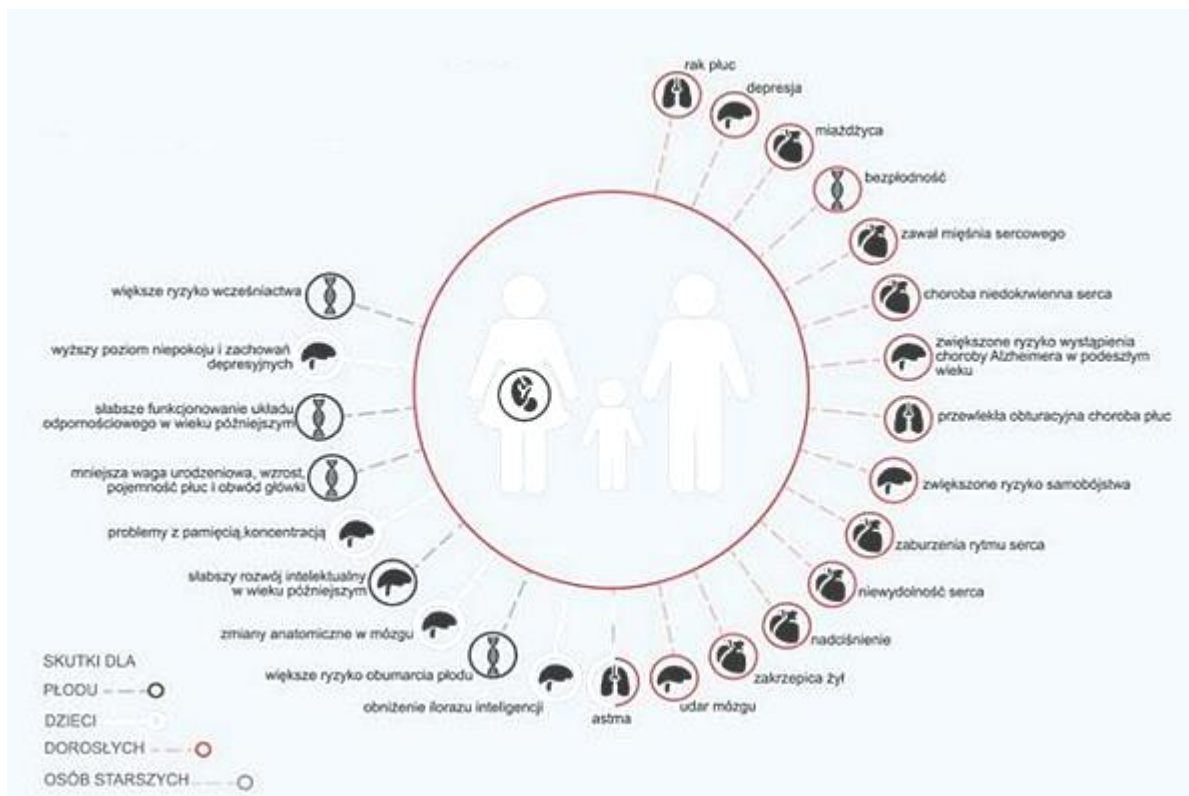 rak płuc
depresja
miażdżyca
bezpłodność
zawał mięśnia sercowego
choroba niedokrwienna serca
zwiększone ryzyko wystąpienia
choroby Alzheimera w podeszłym
wieku
przewlekła obturacyjna choroba płuc
zwiększone ryzyko samobójstwa
zaburzenia rytmu serca
niewydolność serca
nadciśnienie
zakrzepica żył
udar mózgu
astma
obniżenie ilorazu inteligencji
większe ryzyko obumarcia płodu
zmiany anatomiczne w mózgu
słabszy rozwój intelektualny
w wieku późniejszym
problemy z pamięcią,koncentracją
mniejsza waga urodzeniowa, wzrost,
pojemność płuc i obwód główki
słabsze funkcjonowanie układu
odpornościowego w wieku późniejszym
wyższy poziom niepokoju i zachowań
depresyjnych
większe ryzyko wcześniactwa
SKUTKI DLA
PŁODU
DZIECI
DOROSŁYCH
OSÓB STARSZYCH